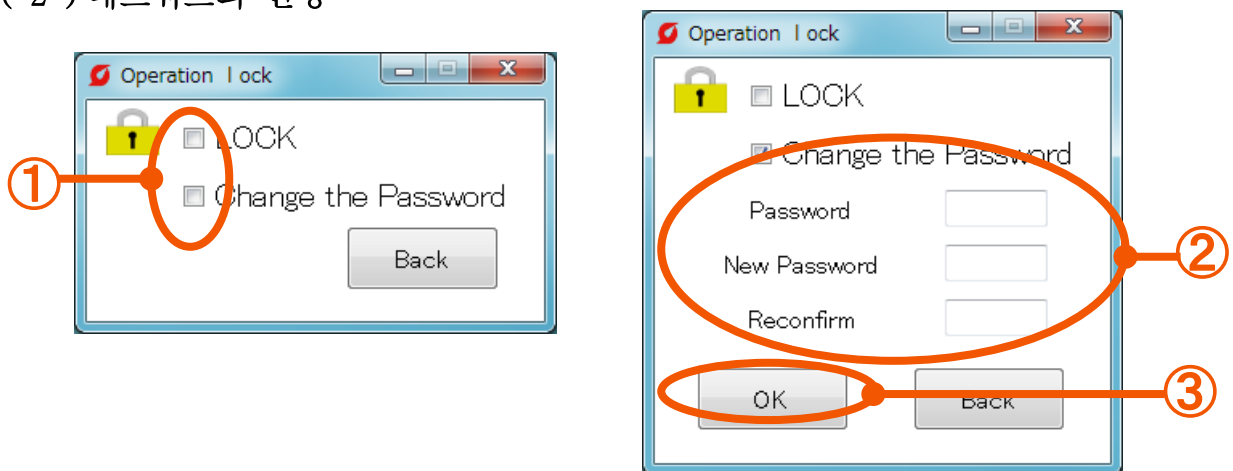 ( 2 )
Operation lock
LOCK
Change the Password
Back
①
Operation lock
LOCK
Change the Password
Password
New Password
Reconfirm
OK Back
②
③